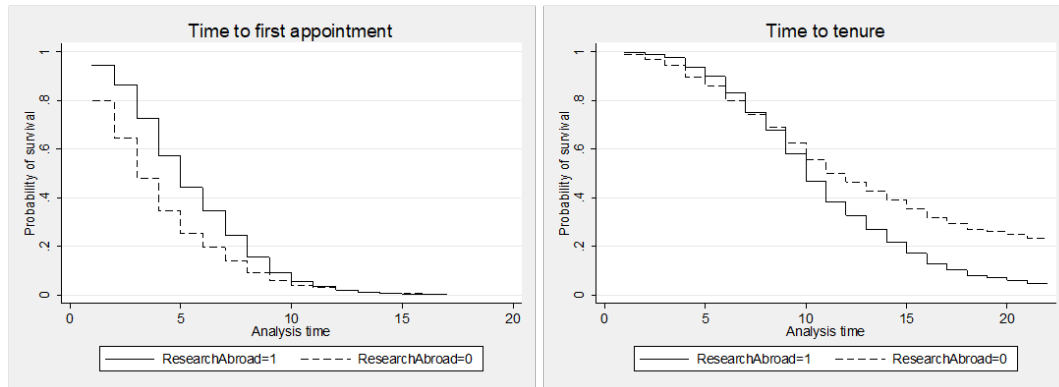 Time to first appointment
Probability of survival
1
.8
.6
.4
.2
0
0 5 10 15 20
Analysis time
ResearchAbroad=1 ResearchAbroad=0
Time to tenure
Probability of survival
1
.8
.6
.4
.2
0
0 5 10 15 20
Analysis time
ResearchAbroad=1 ResearchAbroad=0